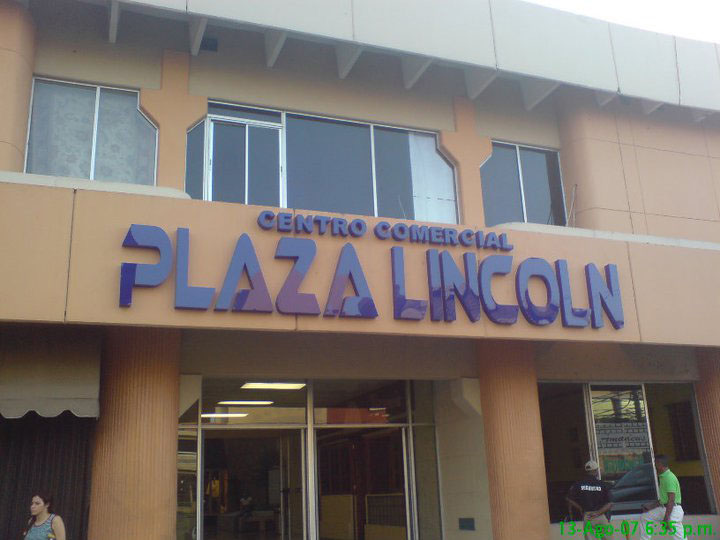 CENTRO COMERCIAL
PLAZA LINCOLN
13-Ago-07 6:35 p.m.